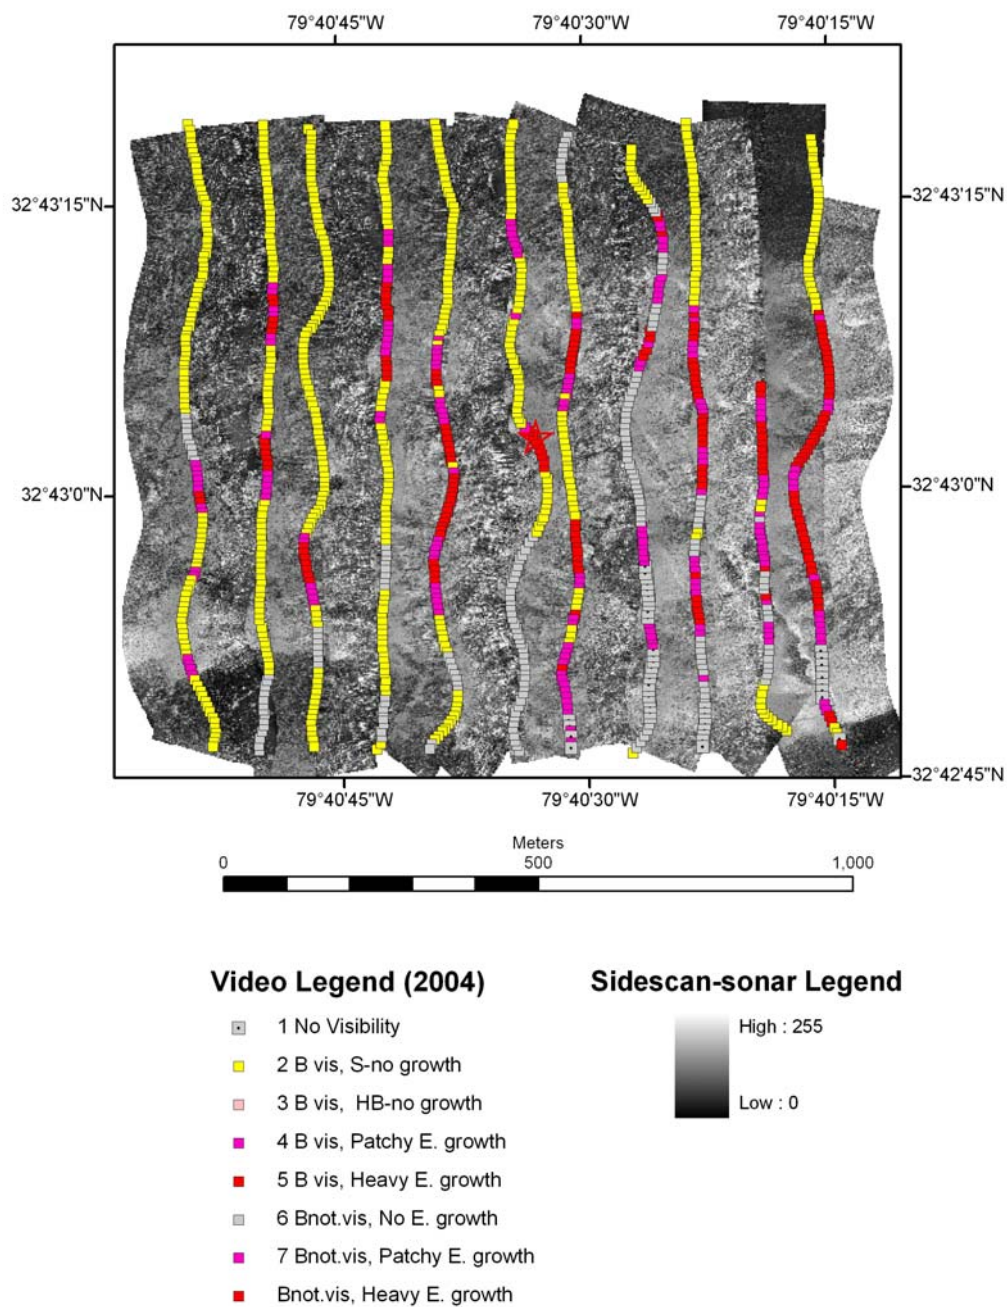 79°40'45"W 79°40'30"W 79°40'15"W
32°43'15"N 32°43'15"N
32°43'0"N 32°43'0"N
32°42'45"N
79°40'45"W 79°40'30"W 79°40'15"W
Meters
0 500 1,000
Video Legend (2004)
1 No Visibility
2 B vis, S-no growth
3 B vis, HB-no growth
4 B vis, Patchy E. growth
5 B vis, Heavy E. growth
6 Bnot.vis, No E. growth
7 Bnot.vis, Patchy E. growth
Bnot.vis, Heavy E. growth
Sidescan-sonar Legend
High : 255
Low : 0